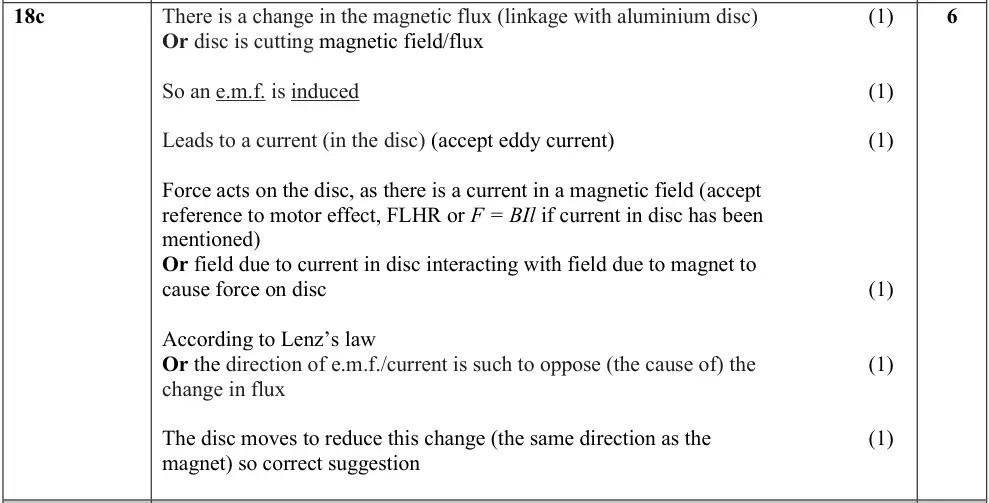 18c
There is a change in the magnetic flux (linkage with aluminium disc) (1) 6
Or disc is cutting magnetic field/flux
So an e.m.f. is induced (1)
Leads to a current (in the disc) (accept eddy current) (1)
Force acts on the disc, as there is a current in a magnetic field (accept
reference to motor effect, FLHR or F = BIl if current in disc has been
mentioned)
Or field due to current in disc interacting with field due to magnet to
cause force on disc (1)
According to Lenz’s law
Or the direction of e.m.f./current is such to oppose (the cause of) the (1)
change in flux
The disc moves to reduce this change (the same direction as the (1)
magnet) so correct suggestion